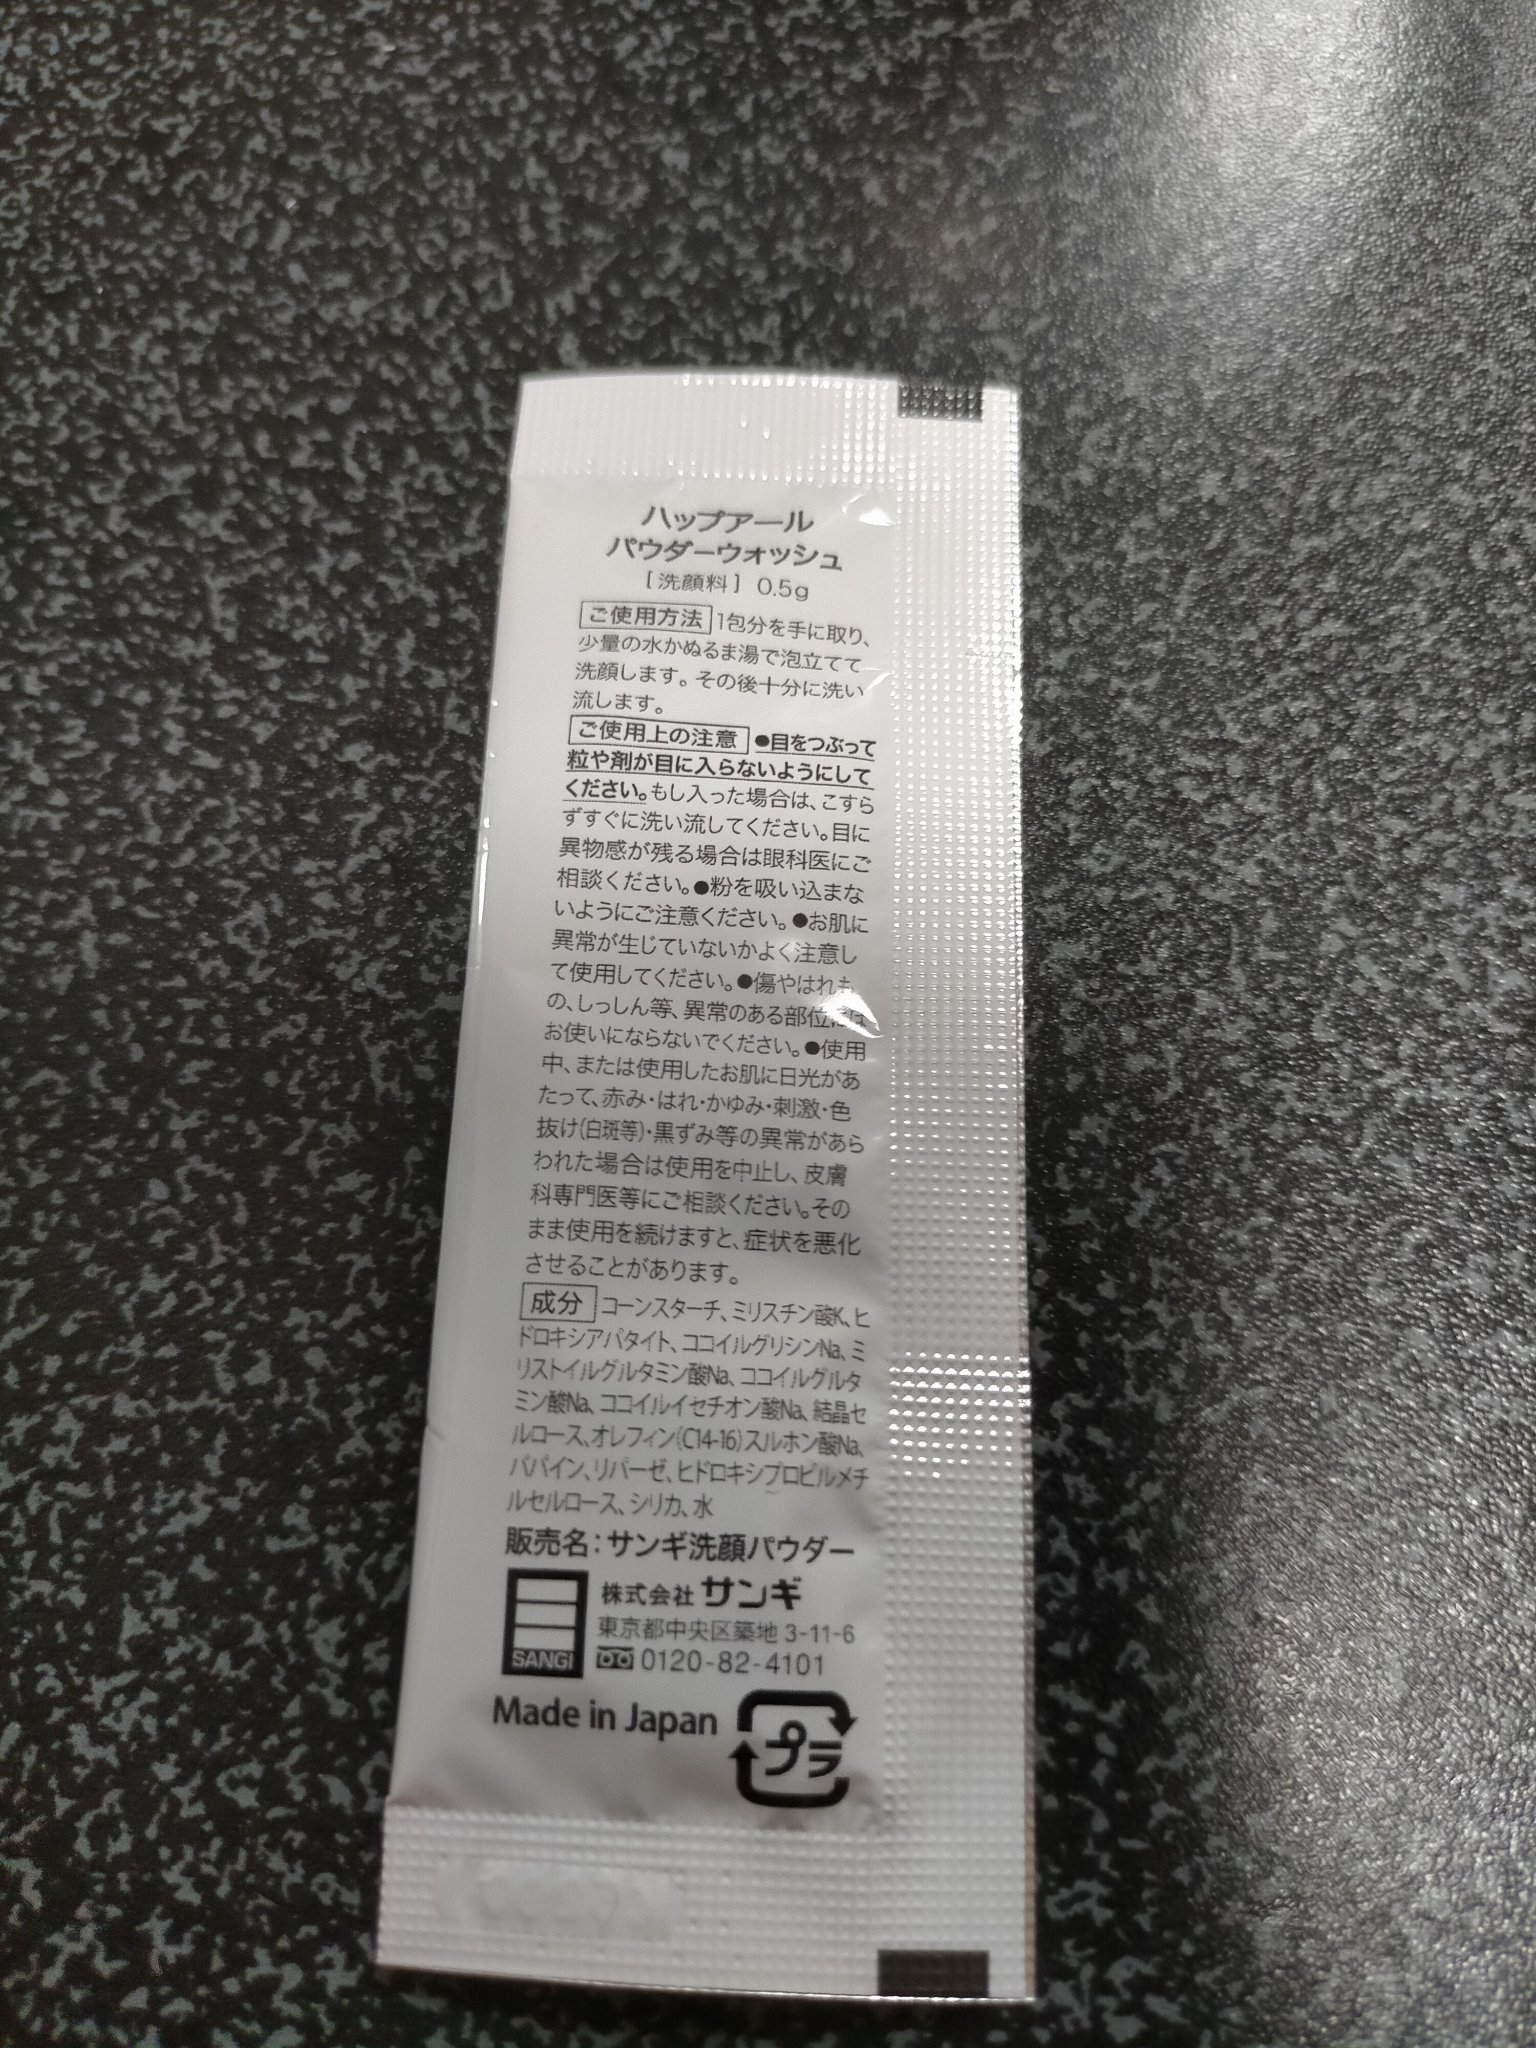 ハップアール
パウダーウォッシュ
［洗顔料］ 0.5g
ご使用方法 1包分を手に取り、
少量の水かぬるま湯で泡立てて
洗顔します。その後十分に洗い
流します。
ご使用上の注意 ●目をつぶって
粒や剤が目に入らないようにして
ください。もし入った場合は、こすら
ずすぐに洗い流してください。目に
異物感が残る場合は眼科医にご
相談ください。●粉を吸い込まな
いようにご注意ください。●お肌に
異常が生じていないかよく注意し
て使用してください。●傷やはれも
の、しっしん等、異常のある部位には
お使いにならないでください。●使用
中、または使用したお肌に日光があ
たって、赤み・はれ・かゆみ・刺激・色
抜け(白斑等)・黒ずみ等の異常があら
われた場合は使用を中止し、皮膚
科専門医等にご相談ください。その
まま使用を続けますと、症状を悪化
させることがあります。
成分 コーンスターチ、ミリスチン酸K、ヒ
ドロキシアパタイト、ココイルグリシンNa、ミ
リストイルグルタミン酸Na、ココイルグルタ
ミン酸Na、ココイルイセチオン酸Na、結晶セ
ルロース、オレフィン(C14-16)スルホン酸Na、
パパイン、リパーゼ、ヒドロキシプロピルメチ
ルセルロース、シリカ、水
販売名：サンギ洗顔パウダー
株式会社 サンギ
東京都中央区築地 3-11-6
SANGI
0120-82-4101
Made in Japan
プラ